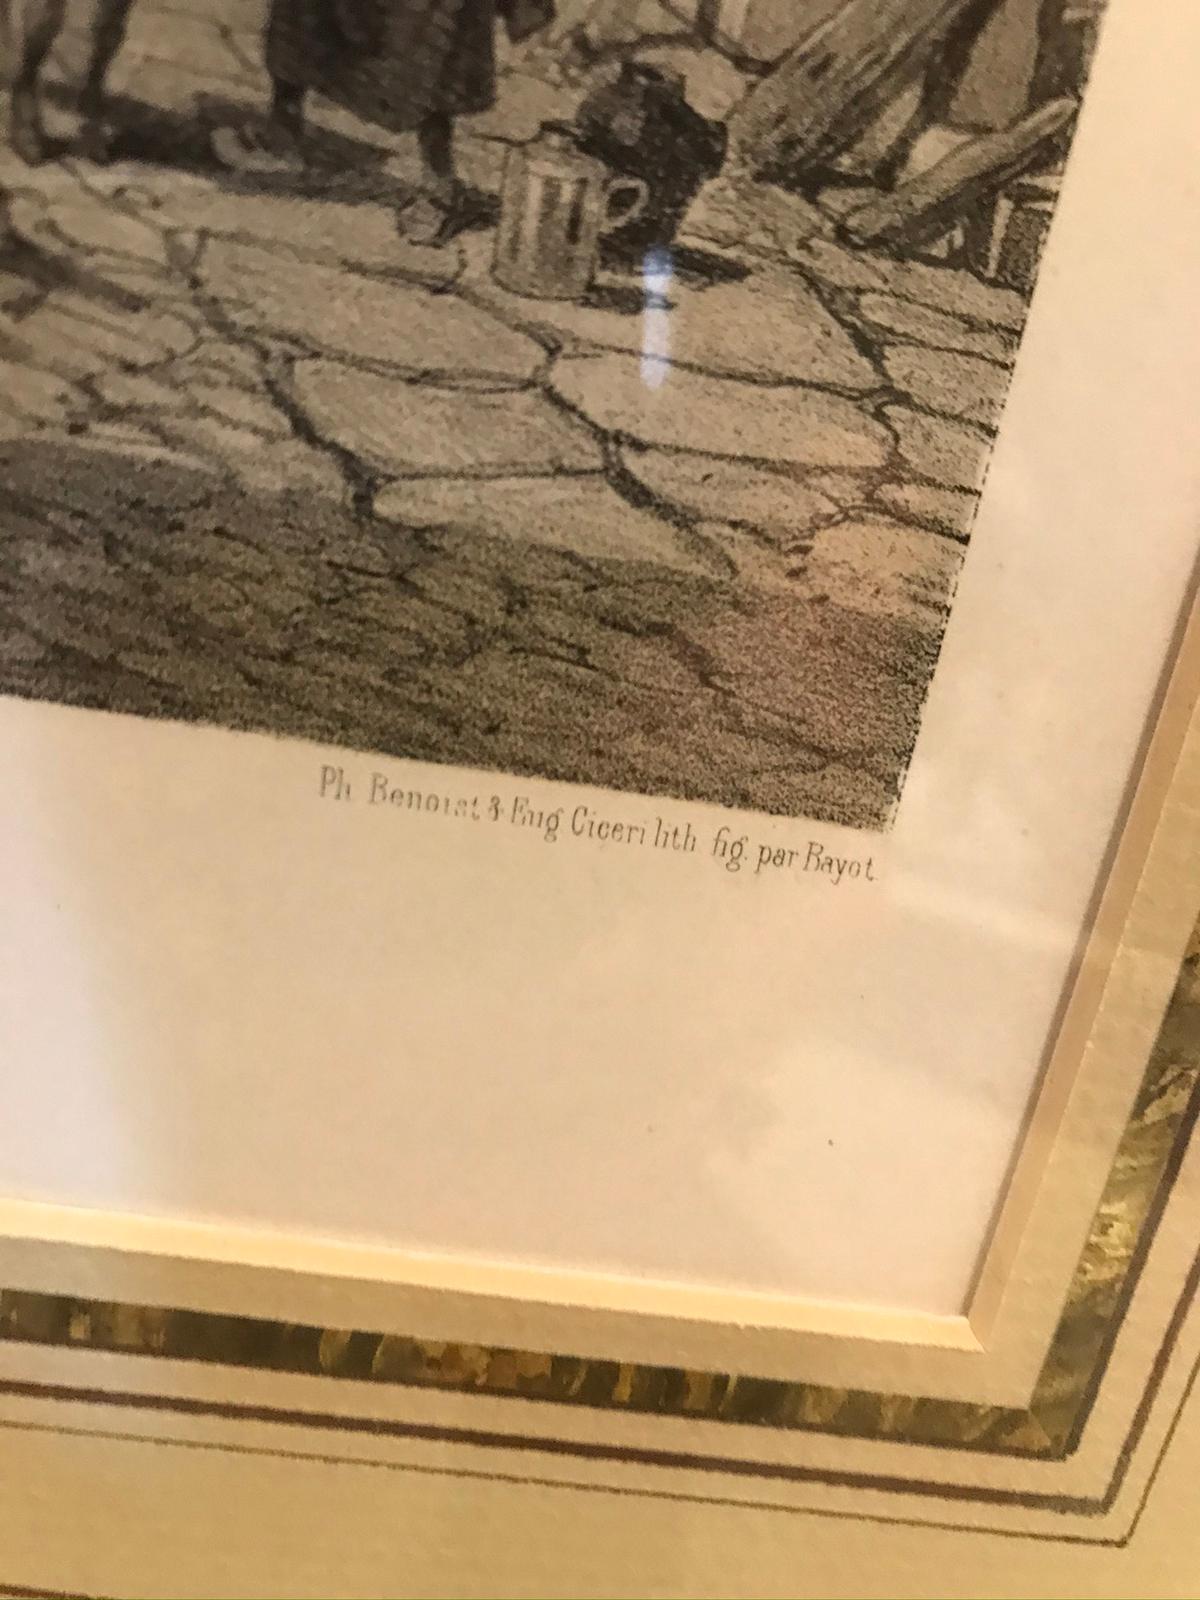 Ph Benoist & Eug Ciceri lith fig. par Bayot.